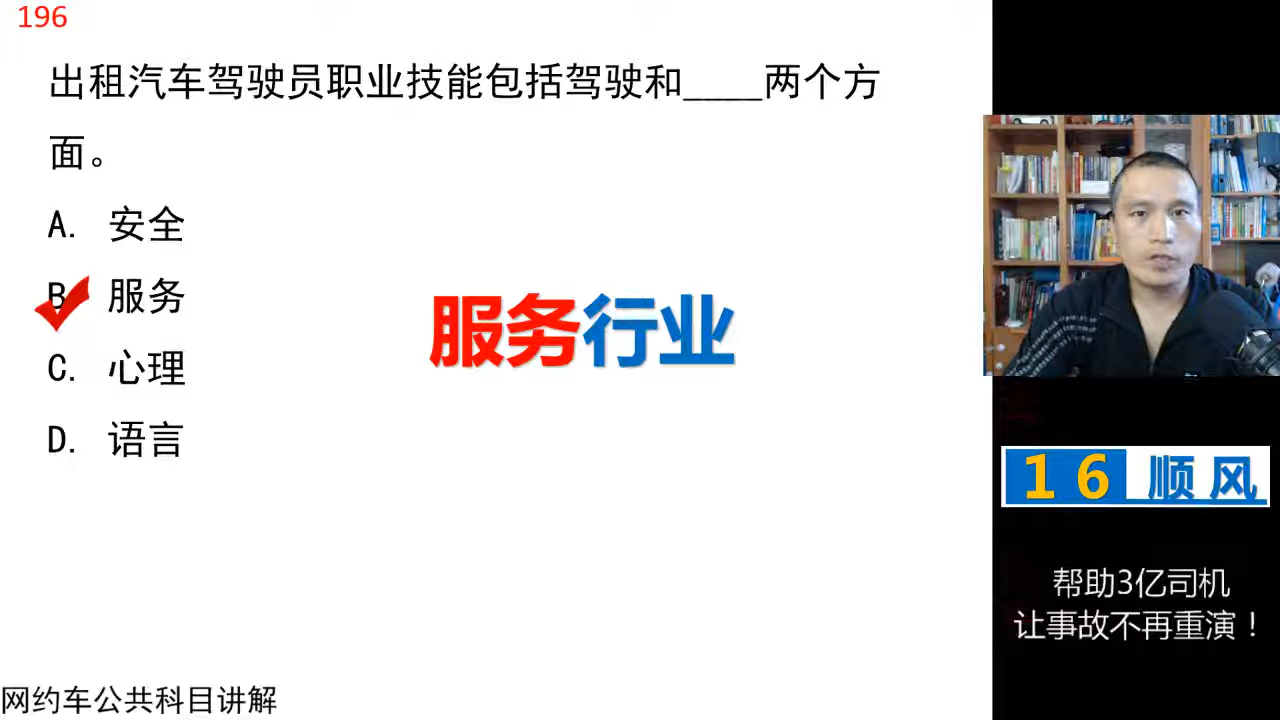 196
出租汽车驾驶员职业技能包括驾驶和____两个方
面。
A. 安全
B. 服务
C. 心理
D. 语言
服务行业
16顺风
帮助3亿司机
让事故不再重演！
网约车公共科目讲解